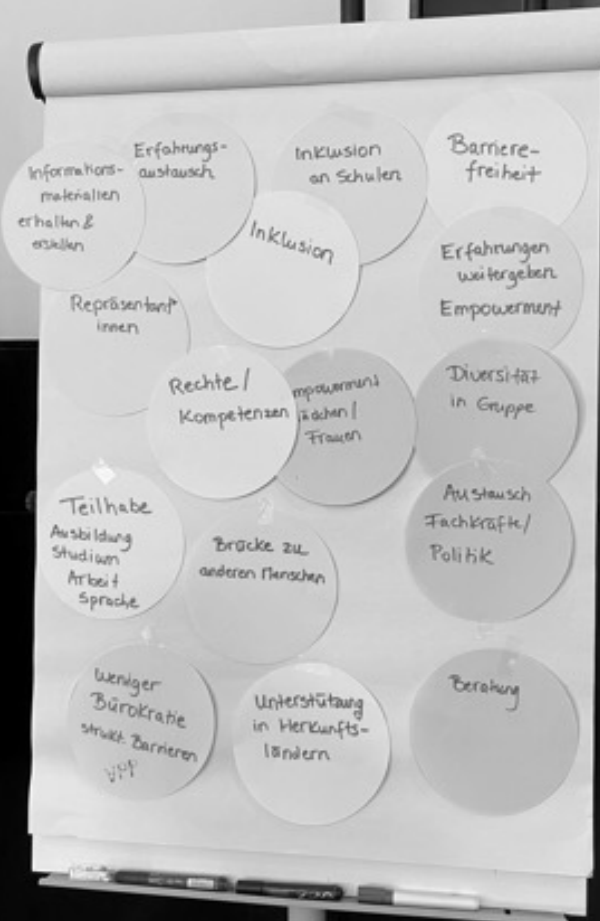 Informations-
materialien
erhalten &
erstellen
Erfahrungs-
austausch
Inklusion
an Schulen
Barriere-
freiheit
Inklusion
Erfahrungen
weitergeben
Empowerment
Repräsentant*
innen
Rechte/
Kompetenzen
mpowerment
ädchen/
Frauen
Diversität
in Gruppe
Teilhabe
Ausbildung
Studium
Arbeit
Sprache
Brücke zu
anderen Menschen
Austausch
Fachkräfte/
Politik
Weniger
Bürokratie
strukt. Barrieren
Unterstützung
in Herkunfts-
ländern
Beratung